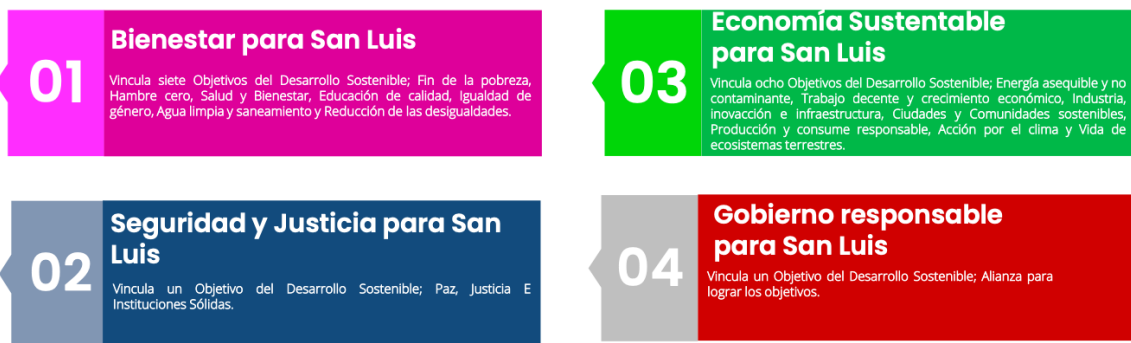 01
Bienestar para San Luis
Vincula siete Objetivos del Desarrollo Sostenible; Fin de la pobreza,
Hambre cero, Salud y Bienestar, Educación de calidad, Igualdad de
género, Agua limpia y saneamiento y Reducción de las desigualdades.
02
Seguridad y Justicia para San
Luis
Vincula un Objetivo del Desarrollo Sostenible; Paz, Justicia E
Instituciones Sólidas.
03
Economía Sustentable
para San Luis
Vincula ocho Objetivos del Desarrollo Sostenible; Energía asequible y no
contaminante, Trabajo decente y crecimiento económico, Industria,
inovacción e infraestructura, Ciudades y Comunidades sostenibles,
Producción y consume responsable, Acción por el clima y Vida de
ecosistemas terrestres.
04
Gobierno responsable
para San Luis
Vincula un Objetivo del Desarrollo Sostenible; Alianza para
lograr los objetivos.